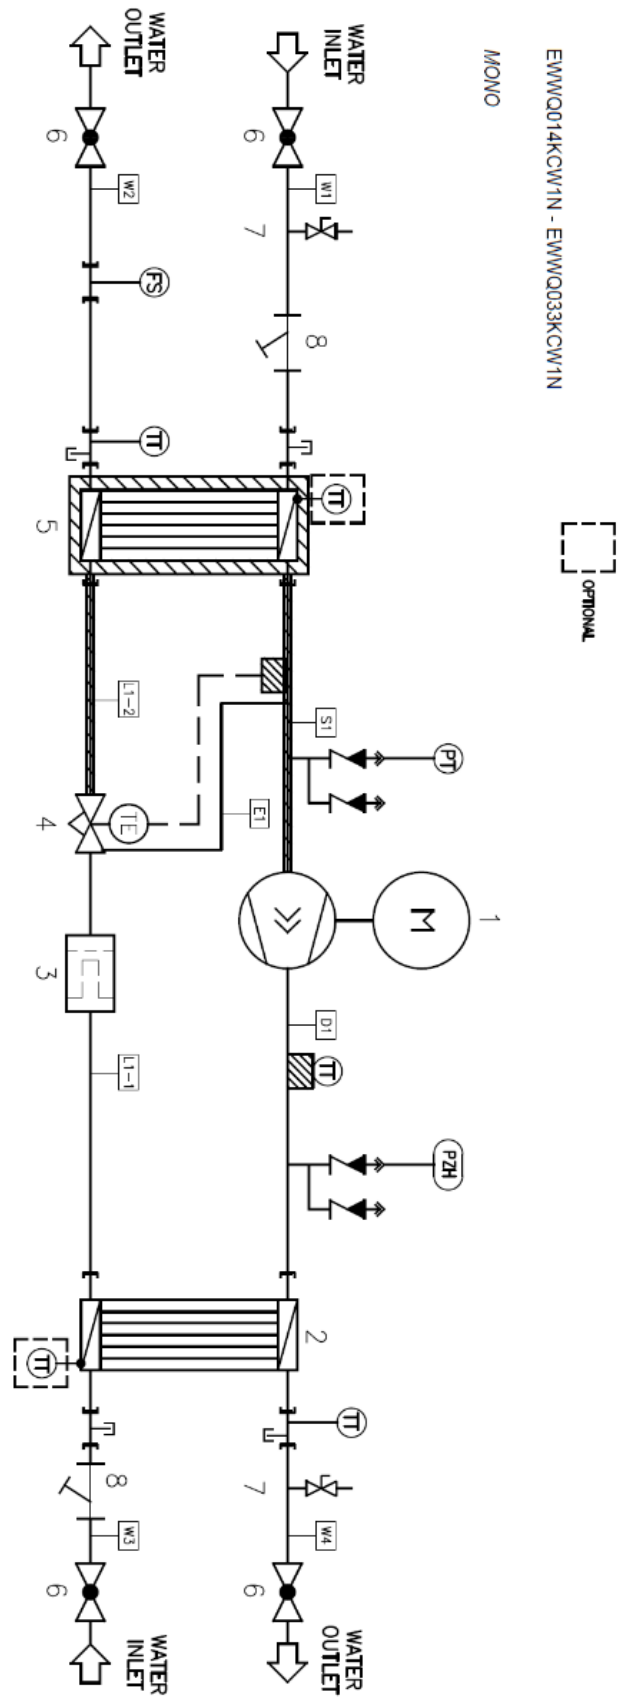 OPTIONAL
EWWQ014KCW1N - EWWQ033KCW1N
MONO
1
PT
PZH
M
WATER
INLET
W1
8
TT
S1
D1
TT
2
TT
W4
WATER
OUTLET
6
7
E1
7
6
WATER
OUTLET
W2
FS
TT
L1-2
TE
L1-1
8
W3
WATER
INLET
6
5
4
3
TT
6